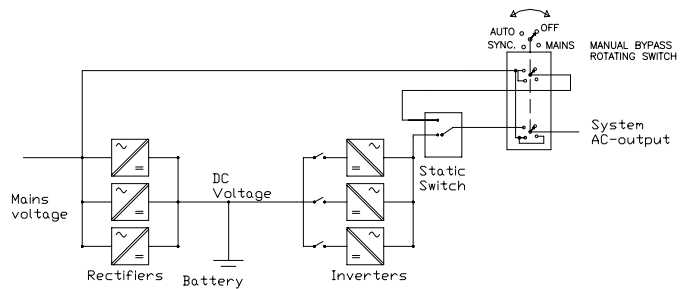 AUTO OFF
SYNC. MAINS
MANUAL BYPASS
ROTATING SWITCH
System
AC-output
Static
Switch
DC
Voltage
Mains
voltage
Rectifiers
Battery
Inverters